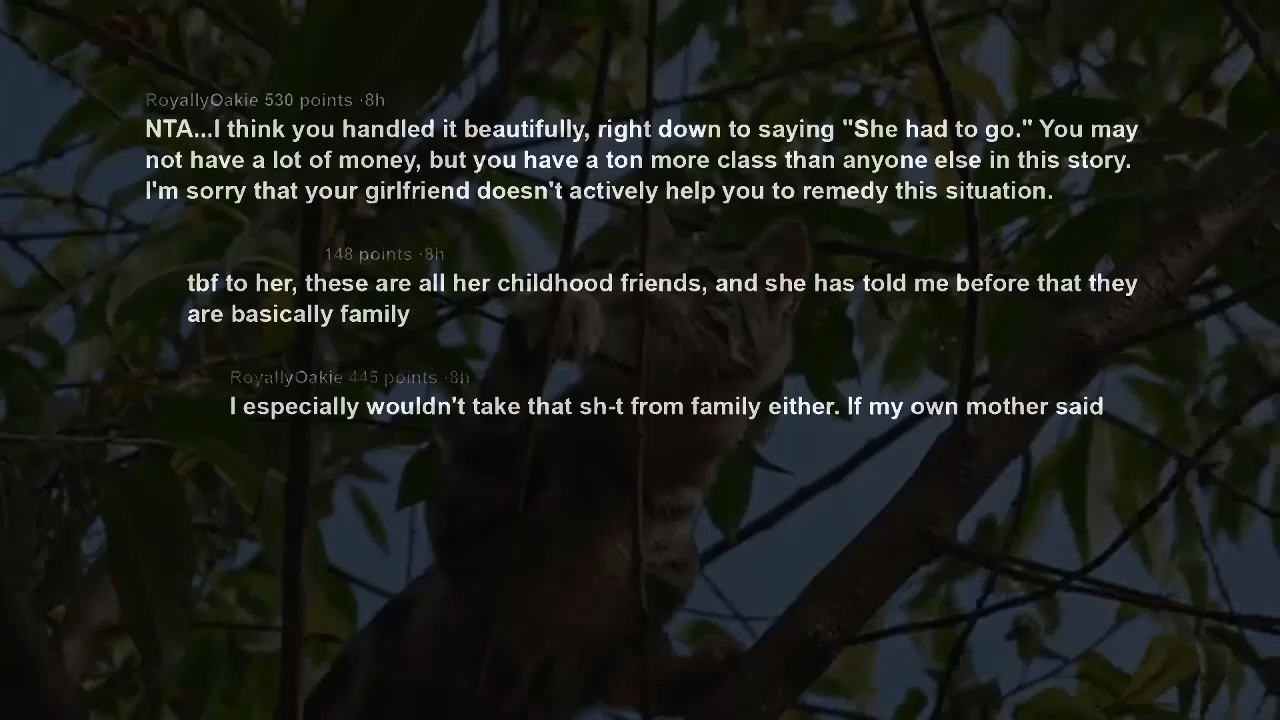 RoyallyOakie 530 points ·8h
NTA...I think you handled it beautifully, right down to saying "She had to go." You may
not have a lot of money, but you have a ton more class than anyone else in this story.
I'm sorry that your girlfriend doesn't actively help you to remedy this situation.
148 points ·8h
tbf to her, these are all her childhood friends, and she has told me before that they
are basically family
RoyallyOakie 445 points ·8h
I especially wouldn't take that sh-t from family either. If my own mother said